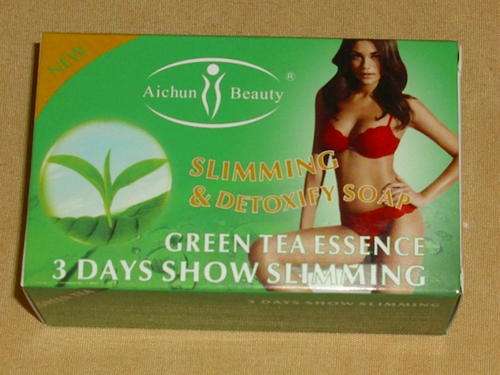 NEW
Aichun Beauty ®
SLIMMING
& DETOXIFY SOAP
GREEN TEA ESSENCE
3 DAYS SHOW SLIMMING
3 DAYS SHOW SLIMMING